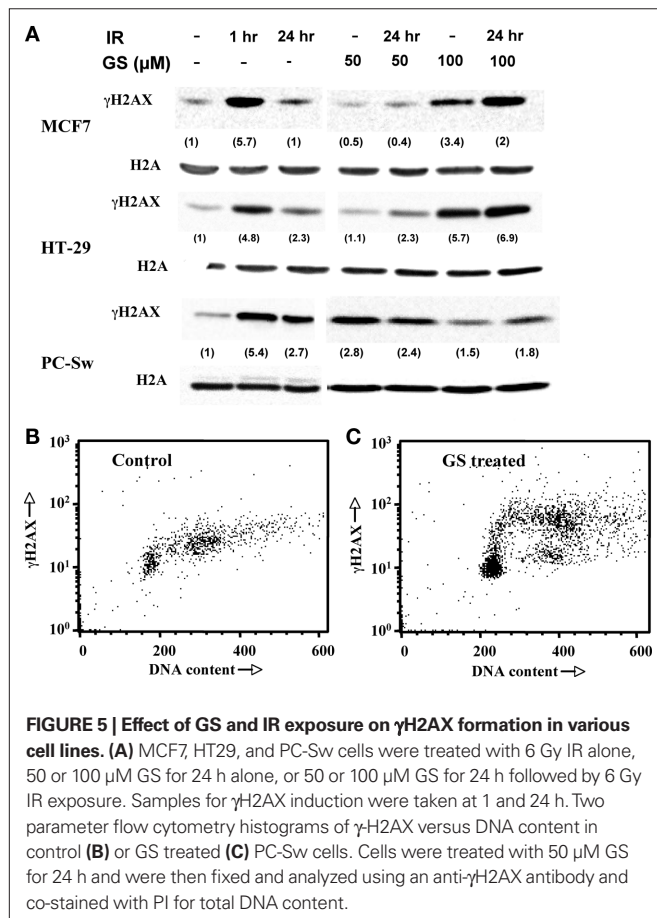 A
IR - 1 hr 24 hr - 24 hr - 24 hr
GS (μM) - - - 50 50 100 100
γH2AX
MCF7
(1) (5.7) (1) (0.5) (0.4) (3.4) (2)
H2A
γH2AX
HT-29
(1) (4.8) (2.3) (1.1) (2.3) (5.7) (6.9)
H2A
γH2AX
PC-Sw
(1) (5.4) (2.7) (2.8) (2.4) (1.5) (1.8)
H2A
B
Control
10³
10²
10¹
10⁰
γH2AX
0 200 400 600
DNA content
C
GS treated
10³
10²
10¹
10⁰
γH2AX
0 200 400 600
DNA content
FIGURE 5 | Effect of GS and IR exposure on γH2AX formation in various
cell lines. (A) MCF7, HT29, and PC-Sw cells were treated with 6 Gy IR alone,
50 or 100 μM GS for 24 h alone, or 50 or 100 μM GS for 24 h followed by 6 Gy
IR exposure. Samples for γH2AX induction were taken at 1 and 24 h. Two
parameter flow cytometry histograms of γ-H2AX versus DNA content in
control (B) or GS treated (C) PC-Sw cells. Cells were treated with 50 μM GS
for 24 h and were then fixed and analyzed using an anti-γH2AX antibody and
co-stained with PI for total DNA content.